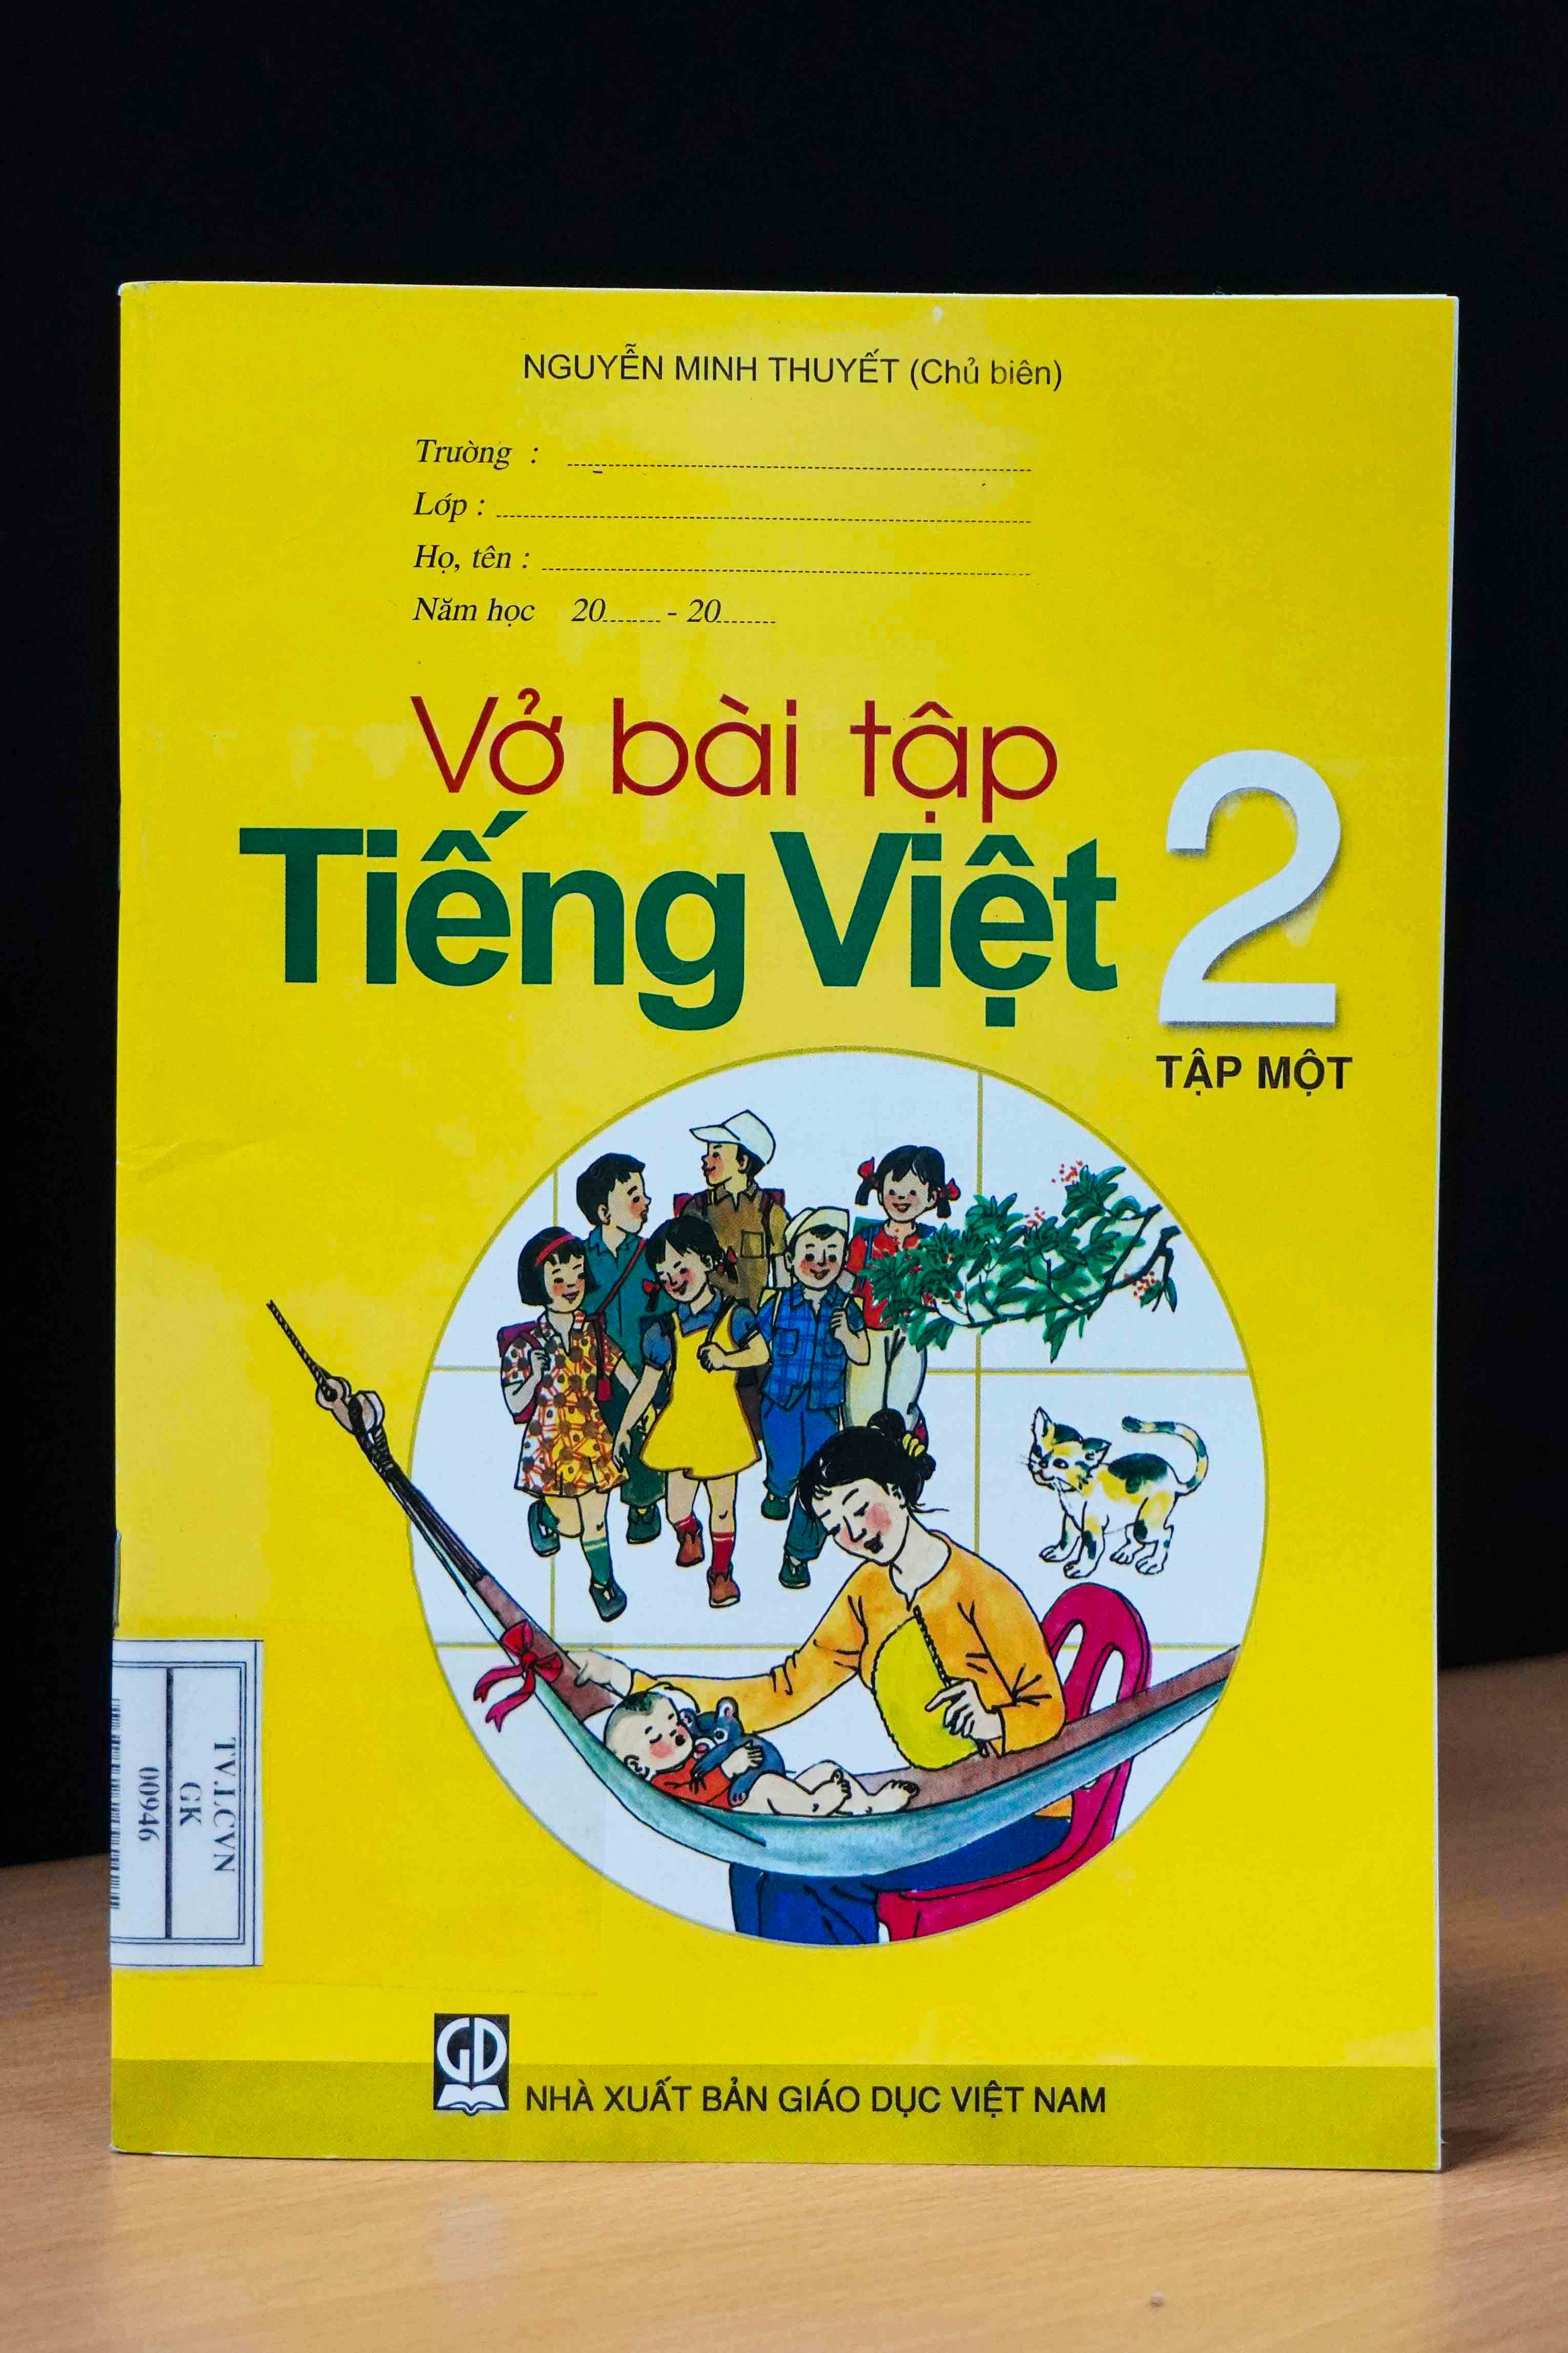 NGUYỄN MINH THUYẾT (Chủ biên)
Trường :
Lớp :
Họ, tên :
Năm học 20....... - 20.......
Vở bài tập
Tiếng Việt 2
TẬP MỘT
TV.LCVN
GK
00946
GD
NHÀ XUẤT BẢN GIÁO DỤC VIỆT NAM